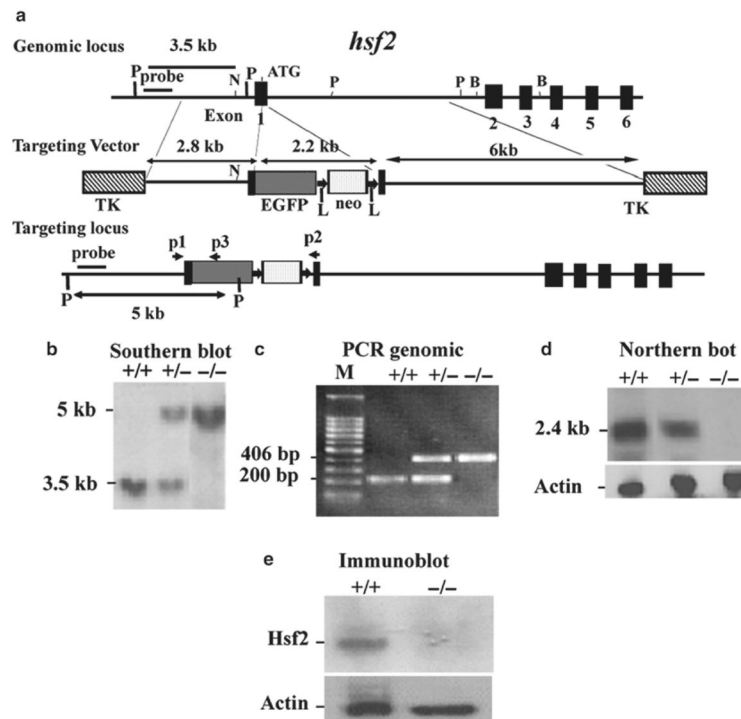 a
Genomic locus
3.5 kb
hsf2
P
probe
N
P
ATG
P
P
B
B
Exon
1
2
3
4
5
6
Targeting Vector
2.8 kb
2.2 kb
6kb
N
TK
EGFP
L
neo
L
TK
Targeting locus
probe
p1
p3
p2
P
P
5 kb
b
Southern blot
+/+ +/− −/−
5 kb
3.5 kb
c
PCR genomic
M +/+ +/− −/−
406 bp
200 bp
d
Northern bot
+/+ +/− −/−
2.4 kb
Actin
e
Immunoblot
+/+ −/−
Hsf2
Actin